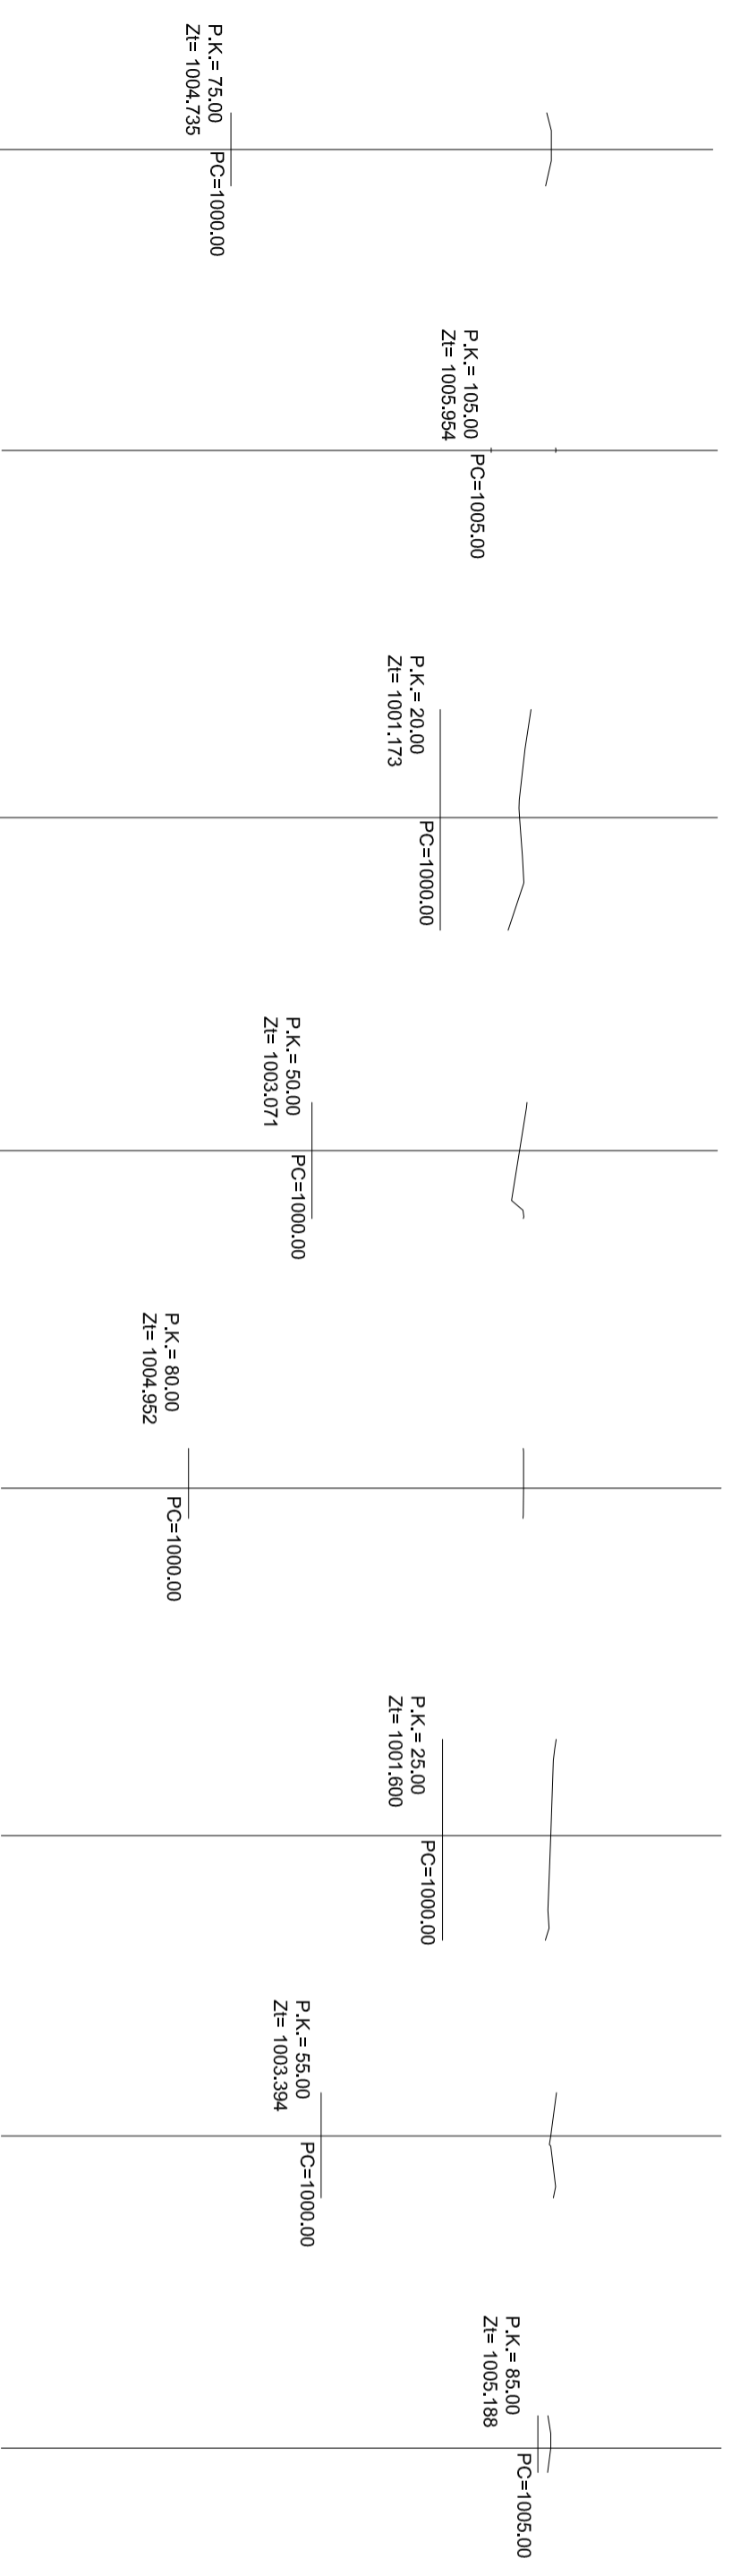 P.K.= 75.00
Zt= 1004.735
PC=1000.00
P.K.= 105.00
Zt= 1005.954
PC=1005.00
P.K.= 20.00
Zt= 1001.173
PC=1000.00
P.K.= 50.00
Zt= 1003.071
PC=1000.00
P.K.= 80.00
Zt= 1004.952
PC=1000.00
P.K.= 25.00
Zt= 1001.600
PC=1000.00
P.K.= 55.00
Zt= 1003.394
PC=1000.00
P.K.= 85.00
Zt= 1005.188
PC=1005.00